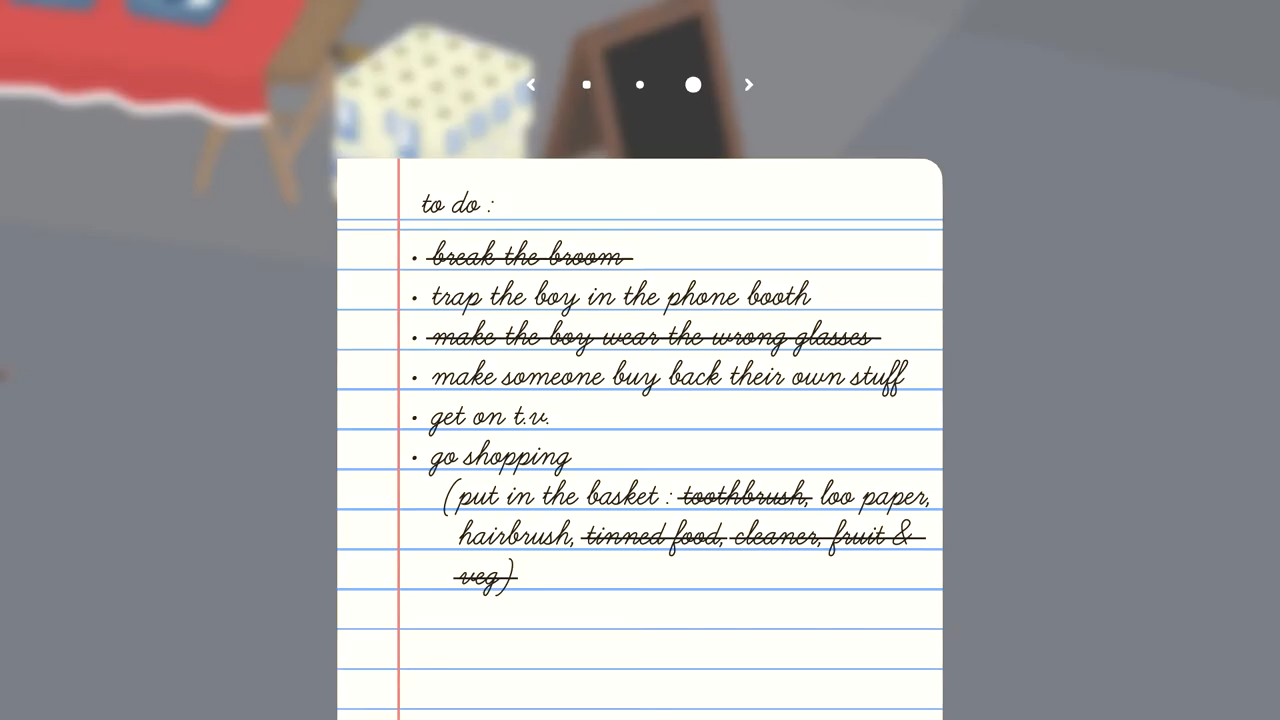 to do :
• break the broom
• trap the boy in the phone booth
• make the boy wear the wrong glasses
• make someone buy back their own stuff
• get on t.v.
• go shopping
(put in the basket : toothbrush, loo paper,
hairbrush, tinned food, cleaner, fruit &
veg)